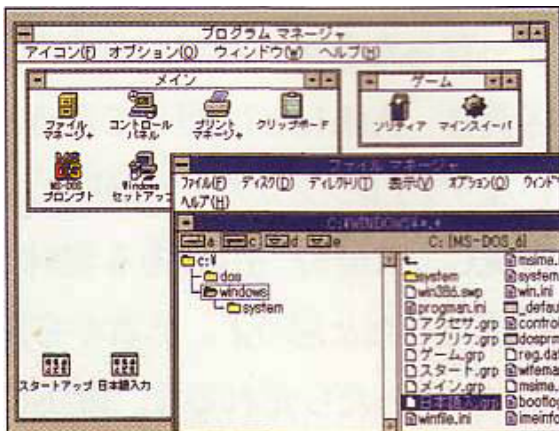 プログラム マネージャ
アイコン(F) オプション(O) ウィンドウ(W) ヘルプ(H)
メイン
ゲーム
ファイル マネージャ
コントロール パネル
プリント マネージャ
クリップボード
ソリティア
マインスイーパ
MS-DOS プロンプト
Windows セットアップ
スタートアップ
日本語入力
ファイル マネージャ
ファイル(F) ディスク(D) ディレクトリ(T) 表示(V) オプション(O) ウィンド
ヘルプ(H)
C:¥WINDOWS¥*.*
a c d e C: [MS-DOS_6]
c:¥
dos
windows
system
system
win386.swp
progman.ini
アクセサ.grp
アプリケ.grp
ゲーム.grp
スタート.grp
メイン.grp
日本語入.grp
winfile.ini
msime.
system
win.ini
_defau
control
dosprm
reg.dat
wifeman
msime.
bootlog
imeinfo